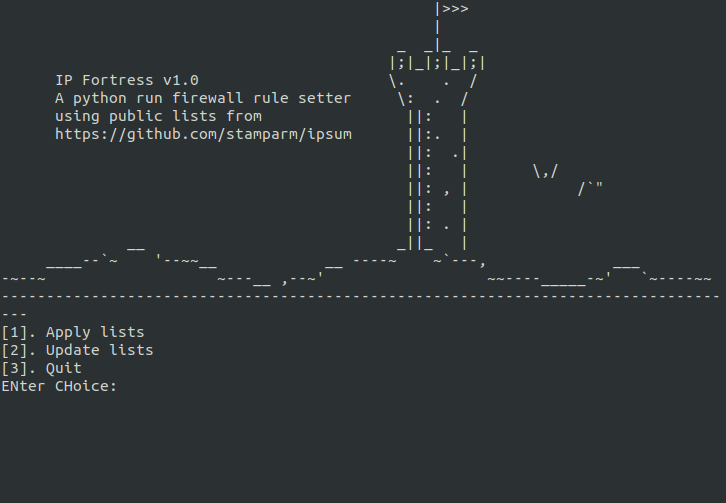 IP Fortress v1.0
A python run firewall rule setter
using public lists from
https://github.com/stamparm/ipsum
[1]. Apply lists
[2]. Update lists
[3]. Quit
ENter CHoice: